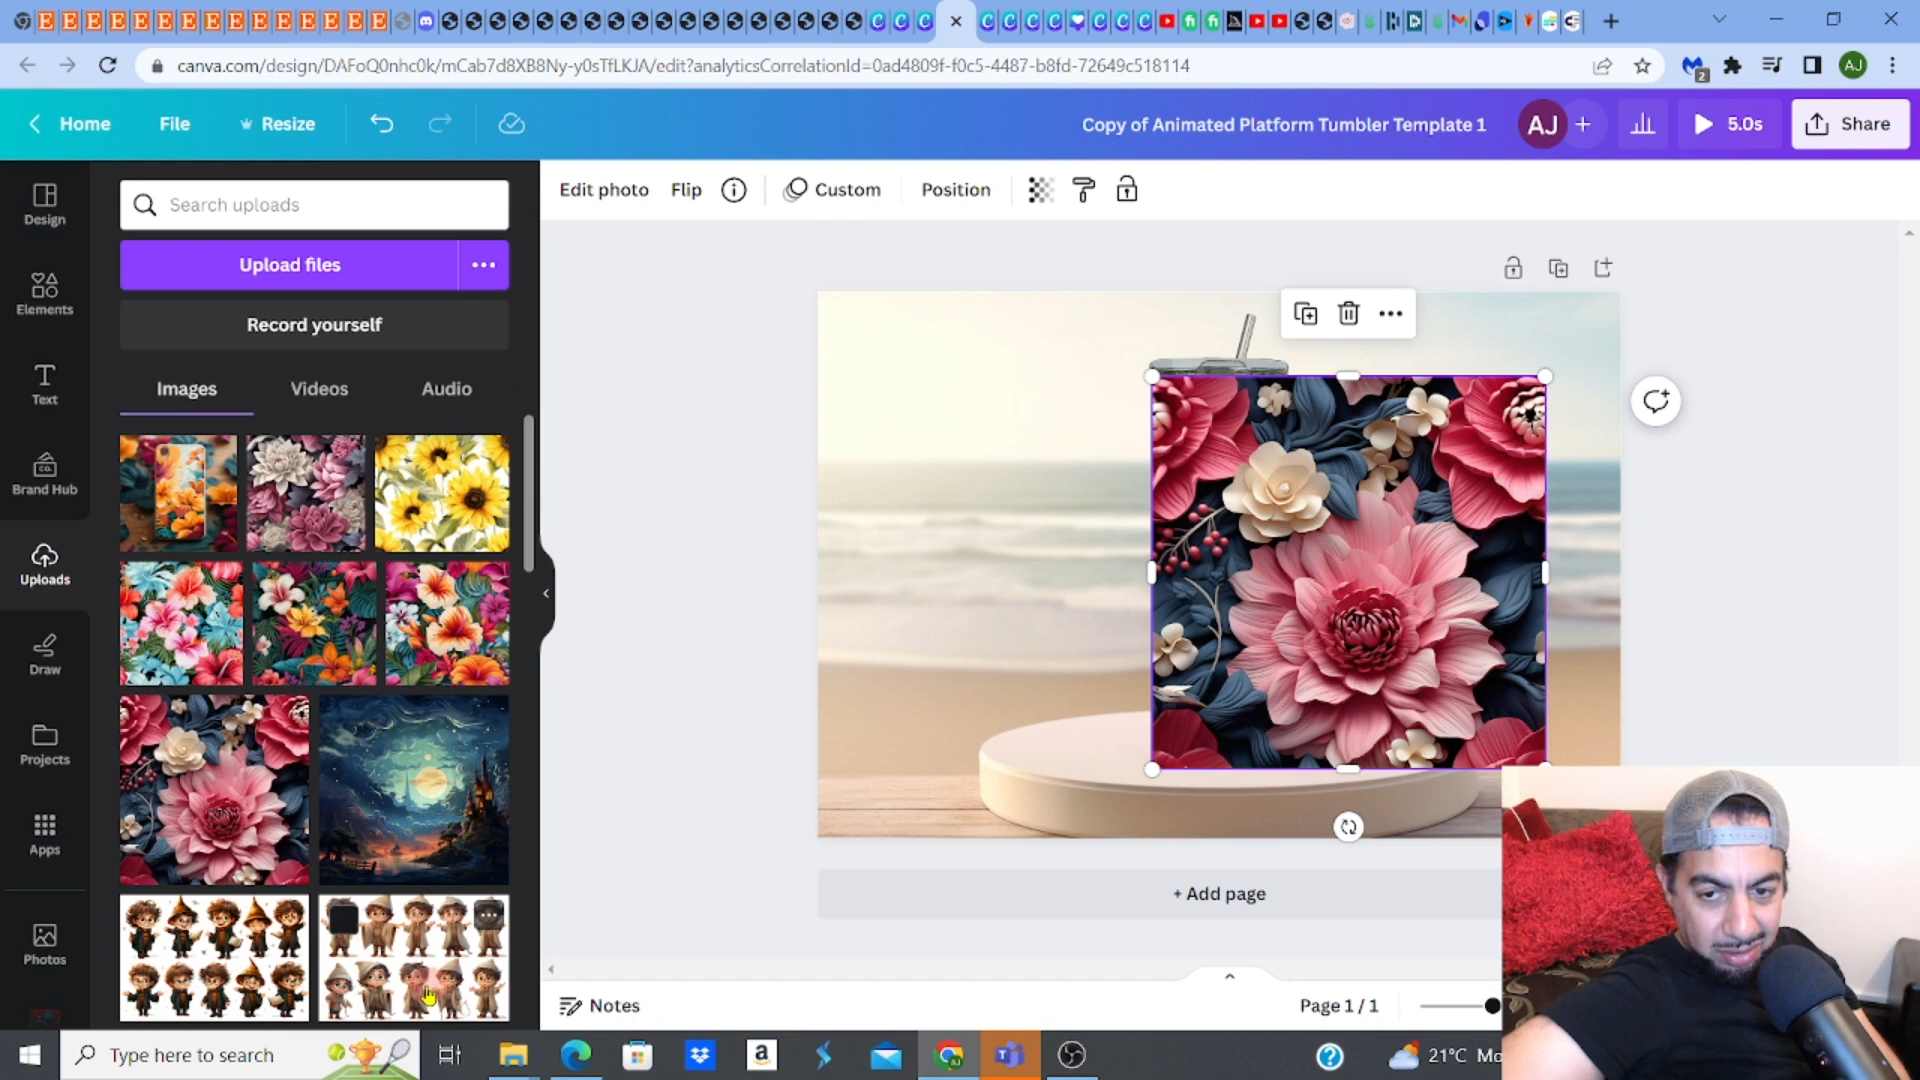 canva.com/design/DAFoQ0nhc0k/mCab7d8XB8Ny-y0sTfLKJA/edit?analyticsCorrelationId=0ad4809f-f0c5-4487-b8fd-72649c518114
2
AJ
Home
File
Resize
Copy of Animated Platform Tumbler Template 1
AJ
+
5.0s
Share
Design
Elements
Text
Brand Hub
Uploads
Draw
Projects
Apps
Photos
Search uploads
Upload files
Record yourself
Images
Videos
Audio
Edit photo
Flip
Custom
Position
+ Add page
Notes
Page 1 / 1
Type here to search
21°C Mo